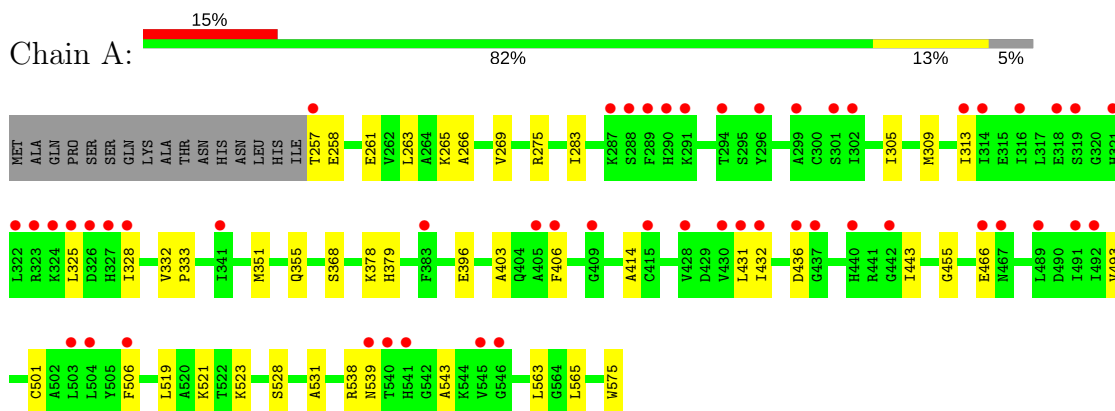 15%
Chain A:
82% 13% 5%
MET ALA GLN PRO SER SER GLN LYS ALA THR ASN HIS ASN LEU HIS ILE T257 E258 E261 V262 L263 A264 K265 A266 V269 R275 I283 K287 S288 F289 H290 K291 T294 S295 Y296 A299 C300 S301 I302 I305 M309 I313 I314 E315 I316 L317 E318 S319 G320
L322 R323 K324 L325 D326 H327 I328 V332 P333 I341 M351 Q355 S368 K378 H379 F383 E396 A403 Q404 A405 F406 G409 A414 C415 V428 D429 V430 L431 I432 D436 G437 H440 R441 G442 I443 G455 E466 N467 L489 D490 I491 I492
C501 A502 L503 L504 Y505 F506 L519 A520 K521 T522 K523 S528 A531 R538 N539 T540 H541 G542 A543 K544 V545 G546 L563 G564 L565 W575